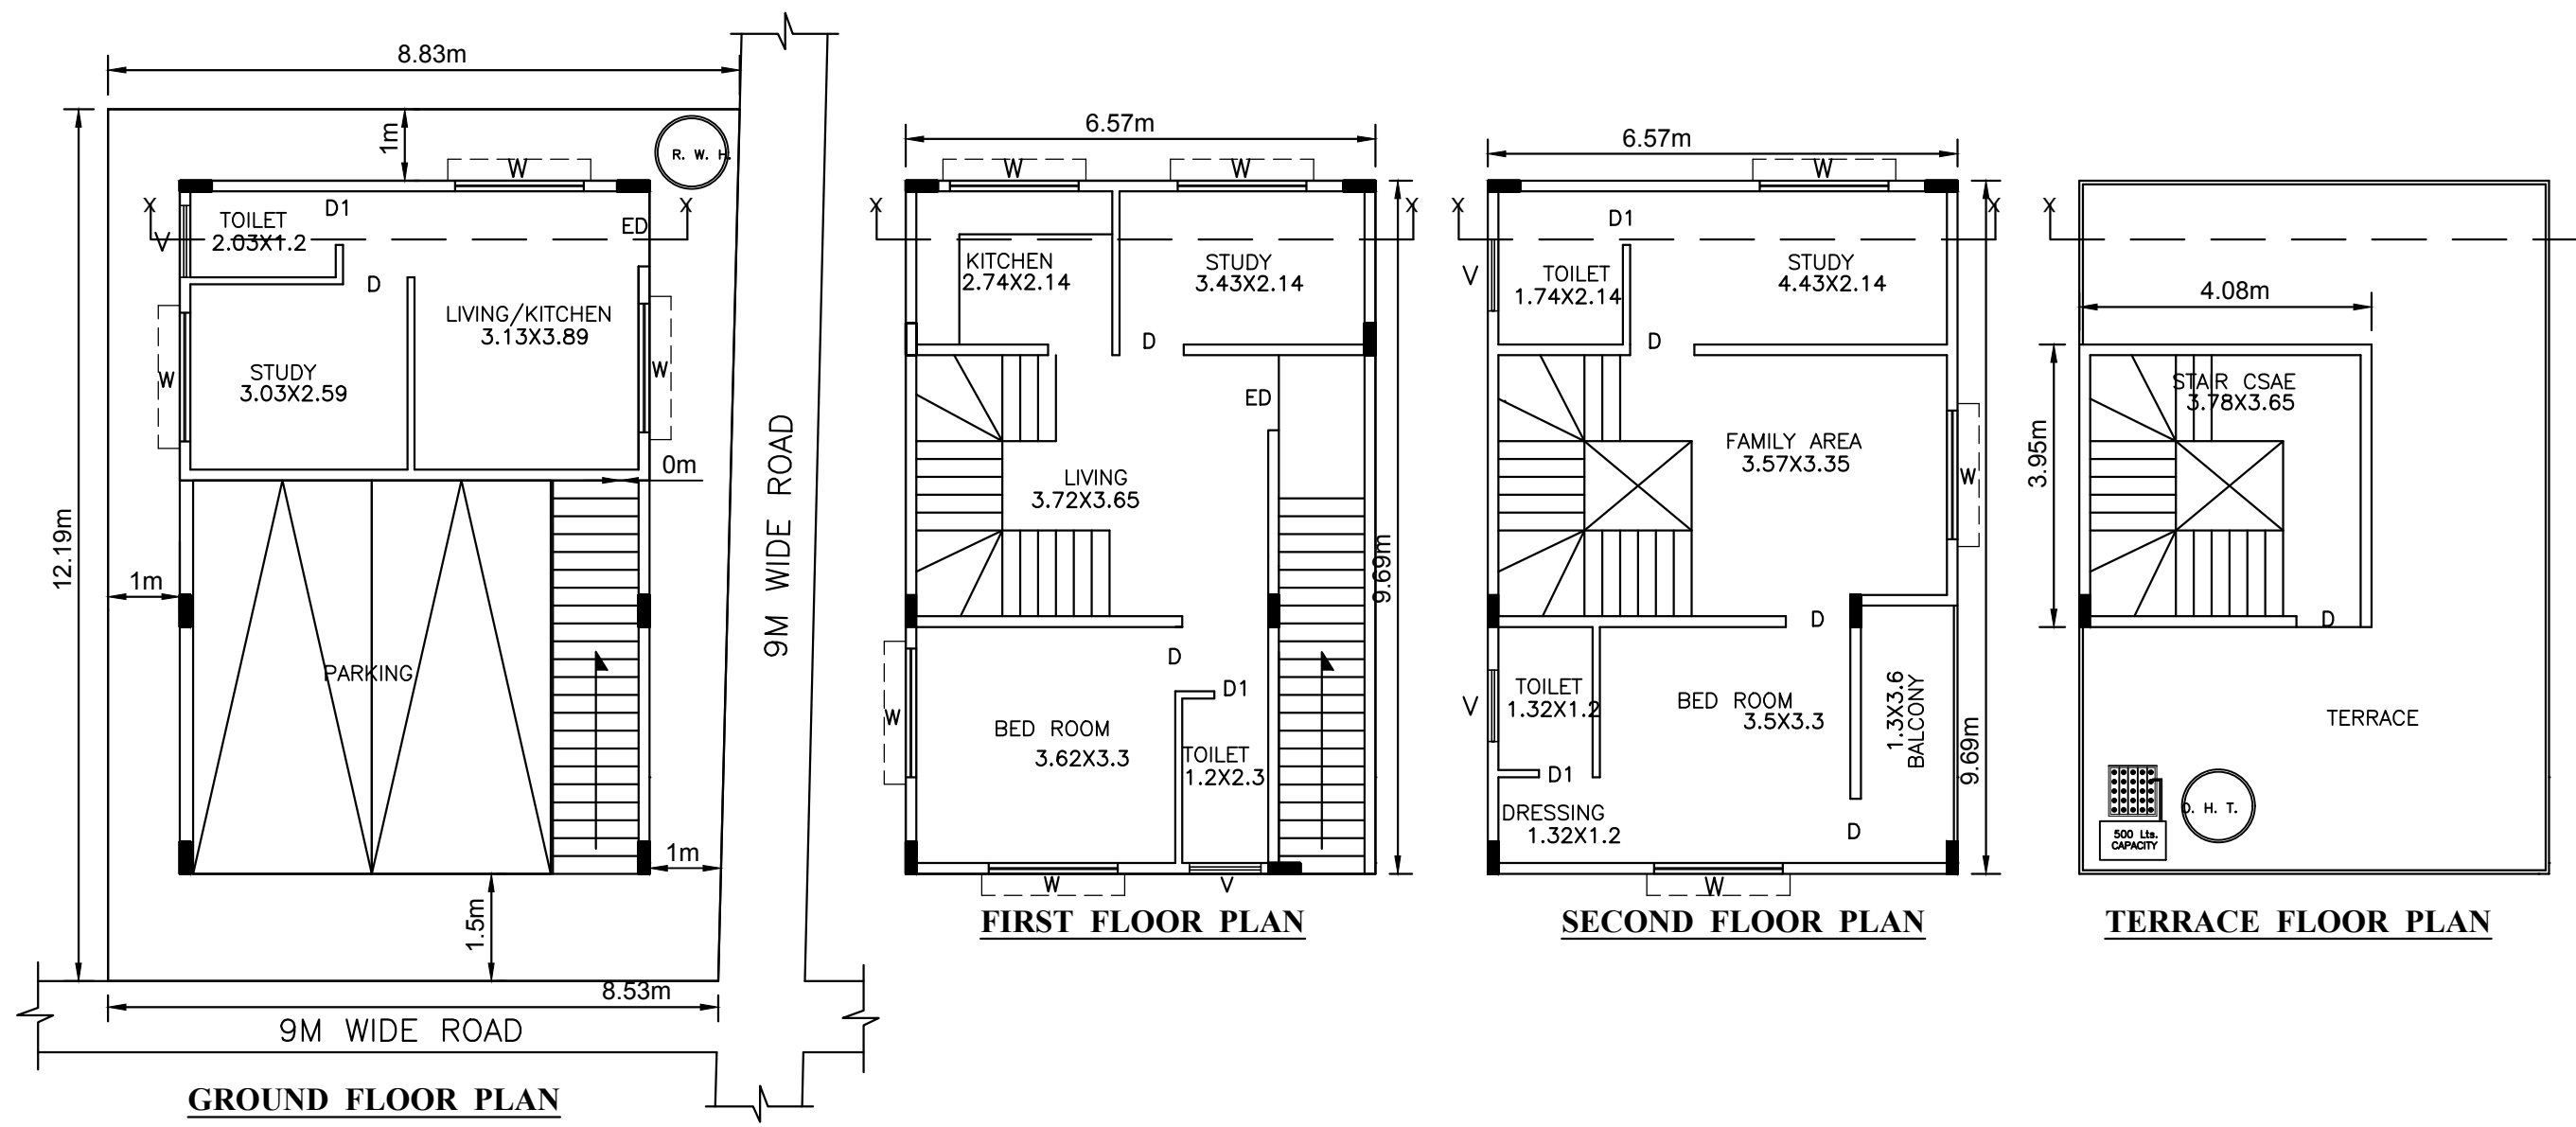 8.83m
1m
R. W. H.
W
X
X
D1
TOILET
2.03X1.2
V
ED
D
LIVING/KITCHEN
3.13X3.89
W
W
STUDY
3.03X2.59
0m
12.19m
1m
PARKING
9M WIDE ROAD
1m
1.5m
8.53m
9M WIDE ROAD
GROUND FLOOR PLAN
6.57m
W
W
X
X
KITCHEN
2.74X2.14
STUDY
3.43X2.14
D
ED
LIVING
3.72X3.65
9.69m
D
W
D1
BED ROOM
3.62X3.3
TOILET
1.2X2.3
W
V
FIRST FLOOR PLAN
6.57m
W
X
X
D1
V
TOILET
1.74X2.14
STUDY
4.43X2.14
D
FAMILY AREA
3.57X3.35
W
D
TOILET
1.32X1.2
V
BED ROOM
3.5X3.3
1.3X3.6
BALCONY
9.69m
D1
DRESSING
1.32X1.2
D
W
SECOND FLOOR PLAN
X
4.08m
STAIR CSAE
3.78X3.65
3.95m
D
TERRACE
O. H. T.
500 Lts.
CAPACITY
TERRACE FLOOR PLAN